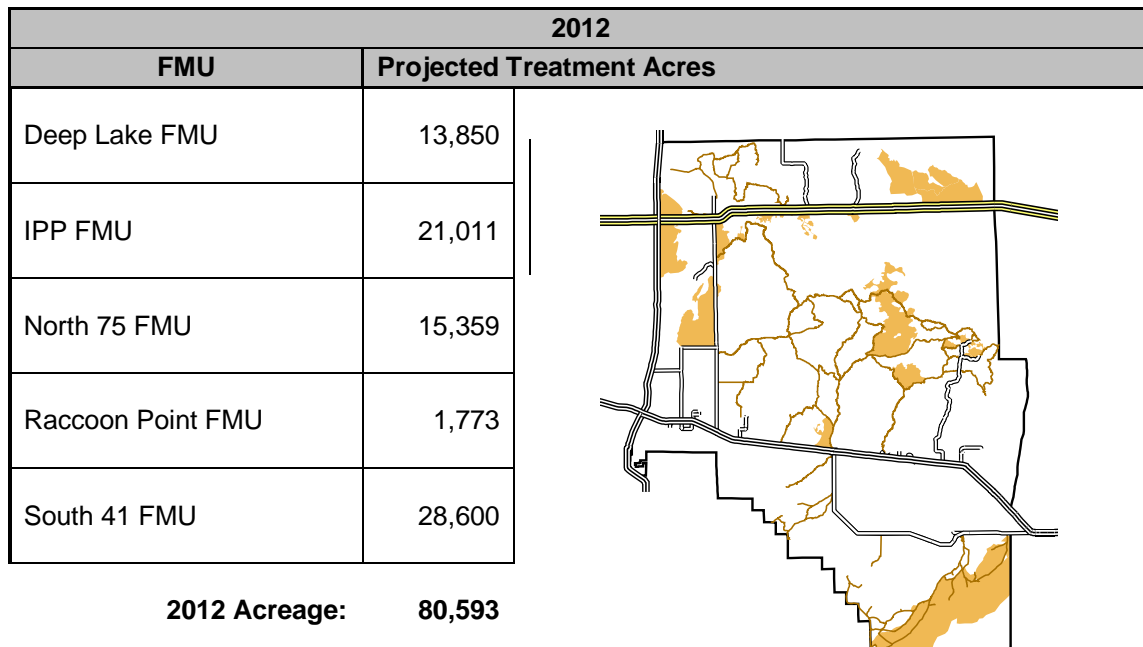 2012
FMU Projected Treatment Acres
Deep Lake FMU 13,850
IPP FMU 21,011
North 75 FMU 15,359
Raccoon Point FMU 1,773
South 41 FMU 28,600
2012 Acreage: 80,593